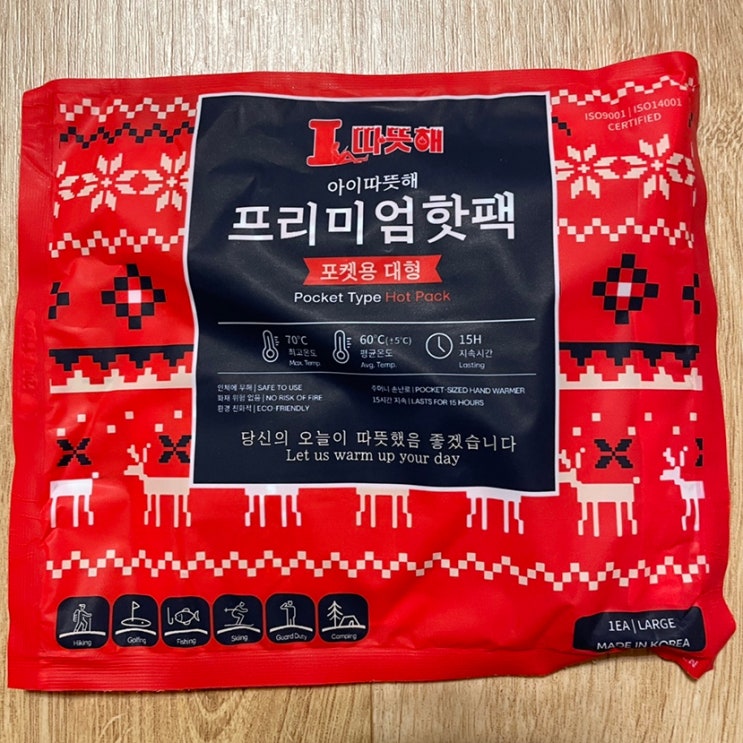 ISO9001 | ISO14001
CERTIFIED
따뜻해
아이따뜻해
프리미엄핫팩
포켓용 대형
Pocket Type Hot Pack
70°C
최고온도
Max. Temp.
60°C(±5°C)
평균온도
Avg. Temp.
15H
지속시간
Lasting
인체에 무해 | SAFE TO USE
화재 위험 없음 | NO RISK OF FIRE
환경 친화적 | ECO-FRIENDLY
주머니 손난로 | POCKET-SIZED HAND WARMER
15시간 지속 | LASTS FOR 15 HOURS
당신의 오늘이 따뜻했음 좋겠습니다
Let us warm up your day
Hiking
Golfing
Fishing
Skiing
Guard Duty
Camping
1EA | LARGE
MADE IN KOREA